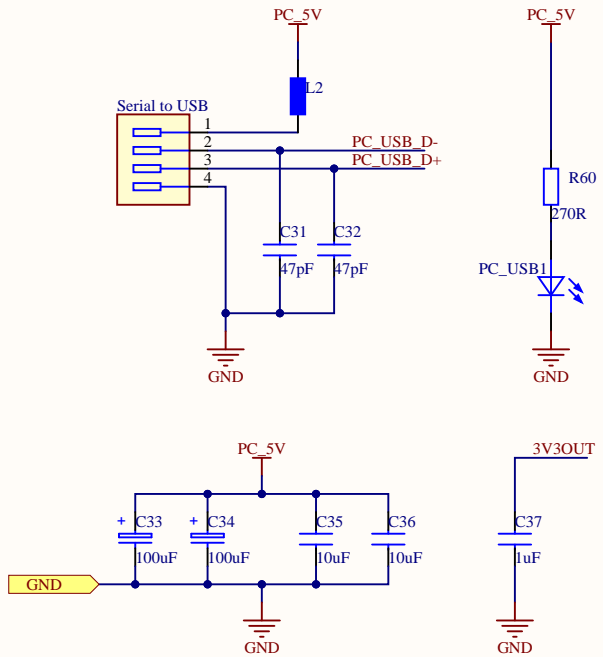 PC_5V
PC_5V
L2
Serial to USB
1
2
PC_USB_D-
3
PC_USB_D+
4
R60
270R
C31
C32
47pF
47pF
PC_USB1
GND
GND
PC_5V
3V3OUT
+
C33
+
C34
C35
C36
C37
100uF
100uF
10uF
10uF
1uF
GND
GND
GND